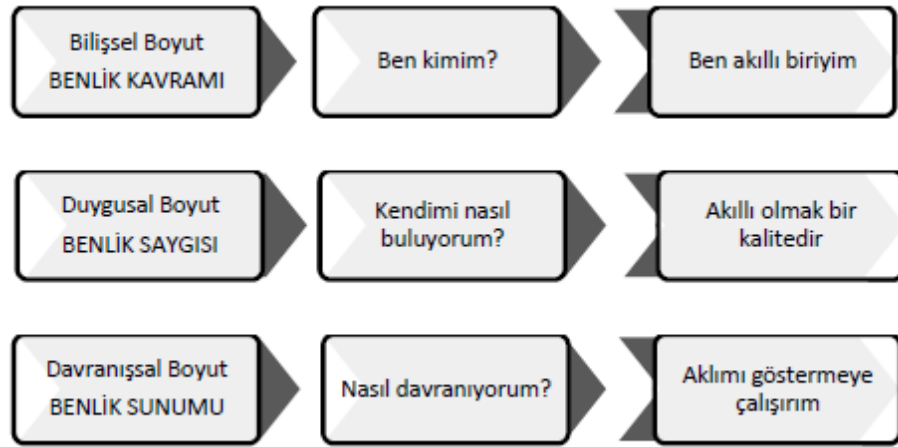 Bilişsel Boyut
BENLİK KAVRAMI
Ben kimim?
Ben akıllı biriyim
Duygusal Boyut
BENLİK SAYGISI
Kendimi nasıl
buluyorum?
Akıllı olmak bir
kalitedir
Davranışsal Boyut
BENLİK SUNUMU
Nasıl davranıyorum?
Aklımı göstermeye
çalışırım